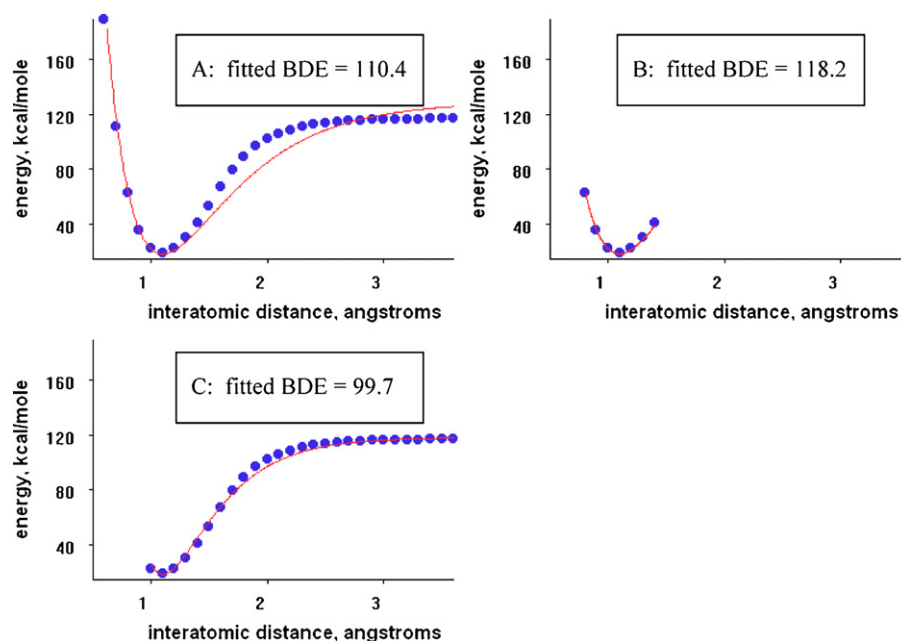 A: fitted BDE = 110.4
energy, kcal/mole
160
120
80
40
1
2
3
interatomic distance, angstroms
B: fitted BDE = 118.2
energy, kcal/mole
160
120
80
40
1
2
3
interatomic distance, angstroms
C: fitted BDE = 99.7
energy, kcal/mole
160
120
80
40
1
2
3
interatomic distance, angstroms